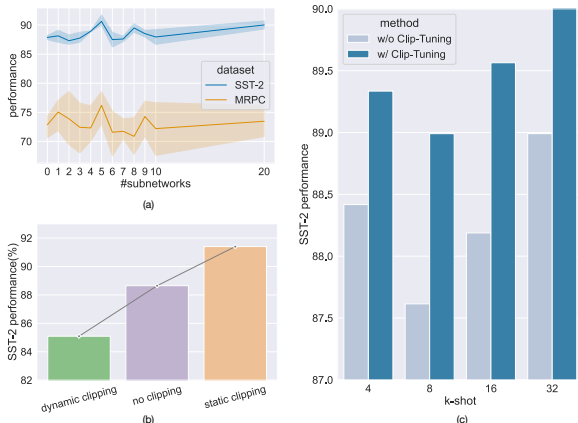 90
85
80
75
70
performance
dataset
SST-2
MRPC
0 1 2 3 4 5 6 7 8 9 10 20
#subnetworks
(a)
92
90
88
86
84
82
SST-2 performance(%)
dynamic clipping
no clipping
static clipping
(b)
90.0
89.5
89.0
88.5
88.0
87.5
87.0
SST-2 performance
method
w/o Clip-Tuning
w/ Clip-Tuning
4 8 16 32
k-shot
(c)